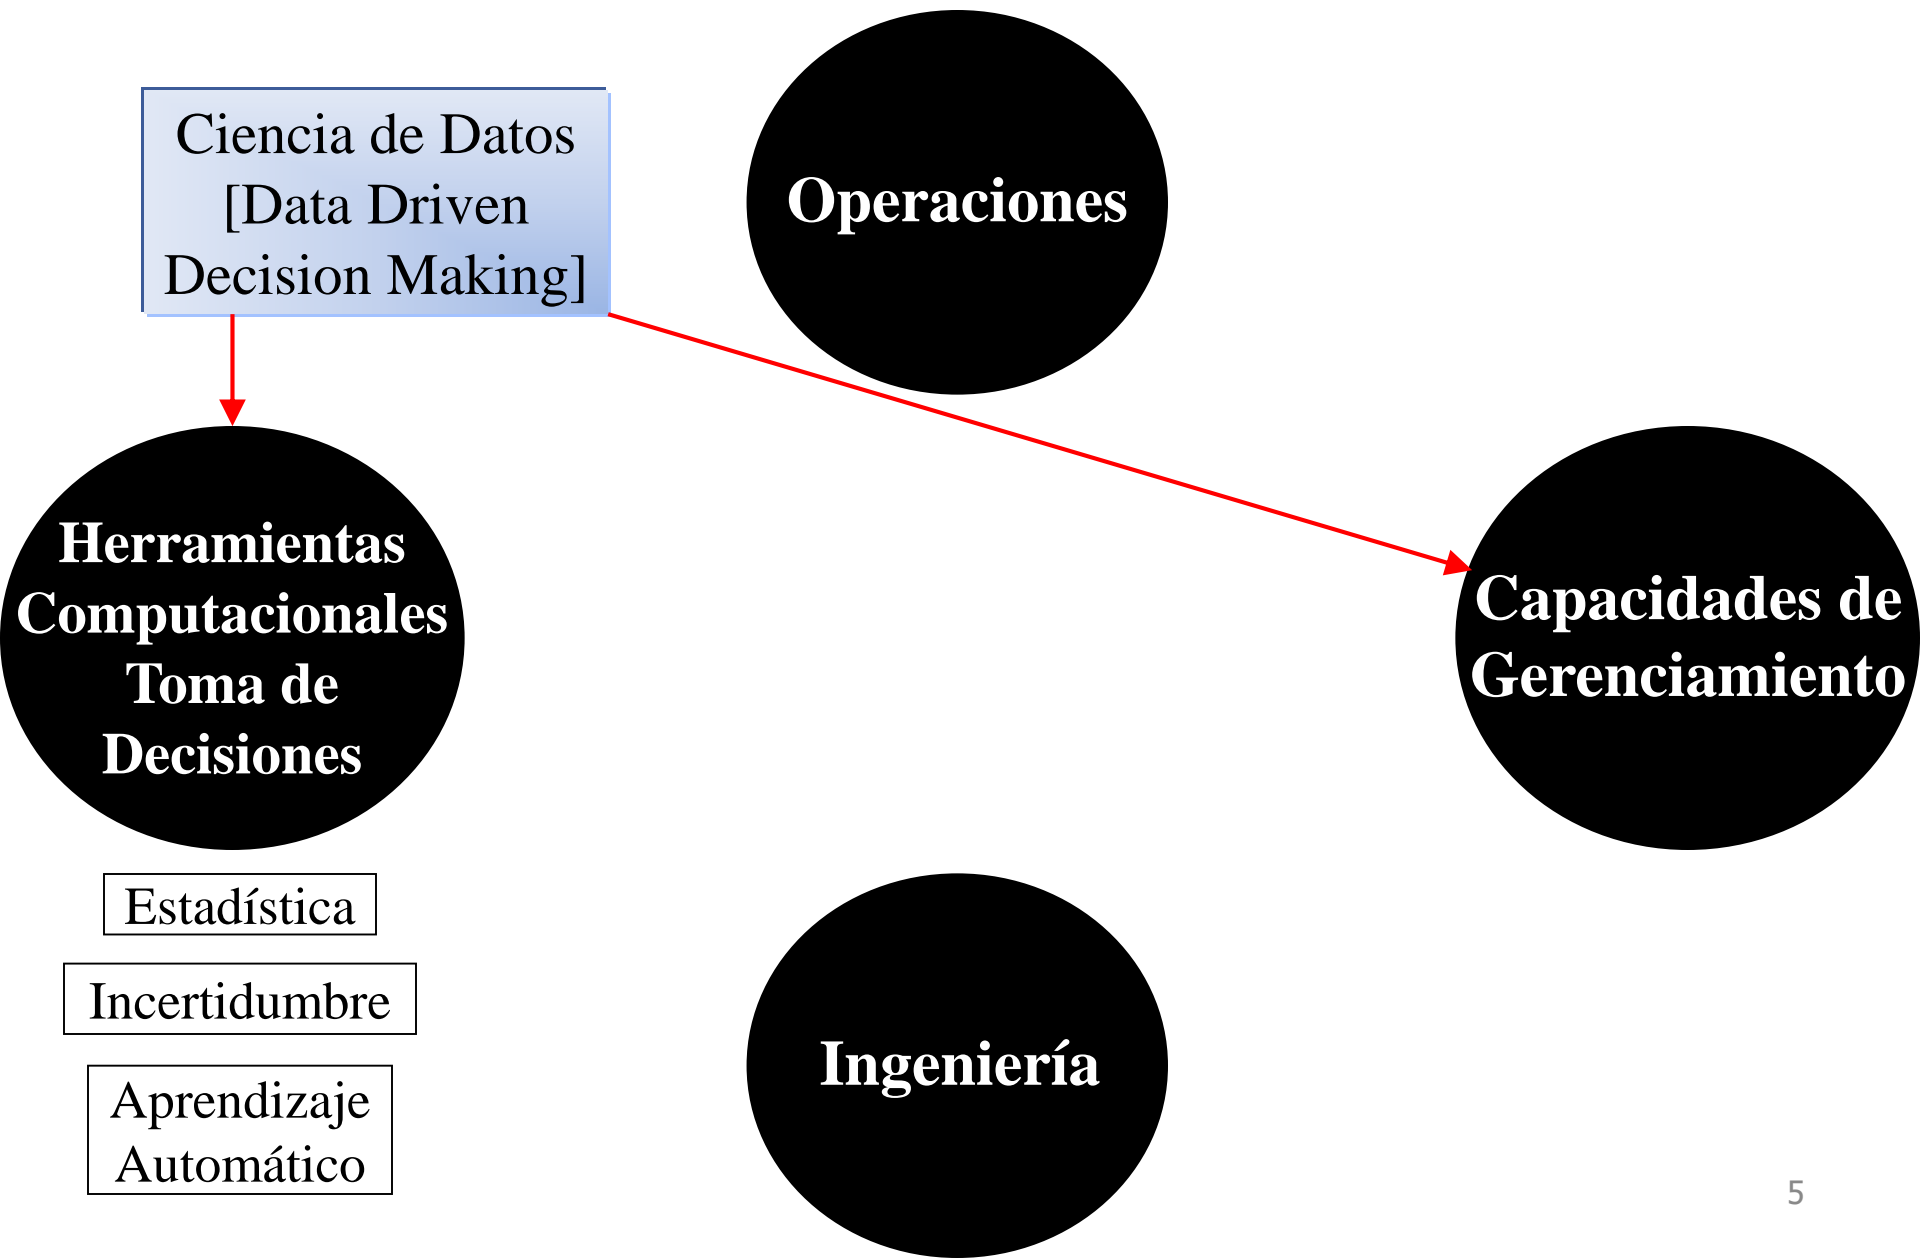 Ciencia de Datos
[Data Driven
Decision Making]
Operaciones
Herramientas
Computacionales
Toma de
Decisiones
Capacidades de
Gerenciamiento
Estadística
Incertidumbre
Aprendizaje
Automático
Ingeniería
5